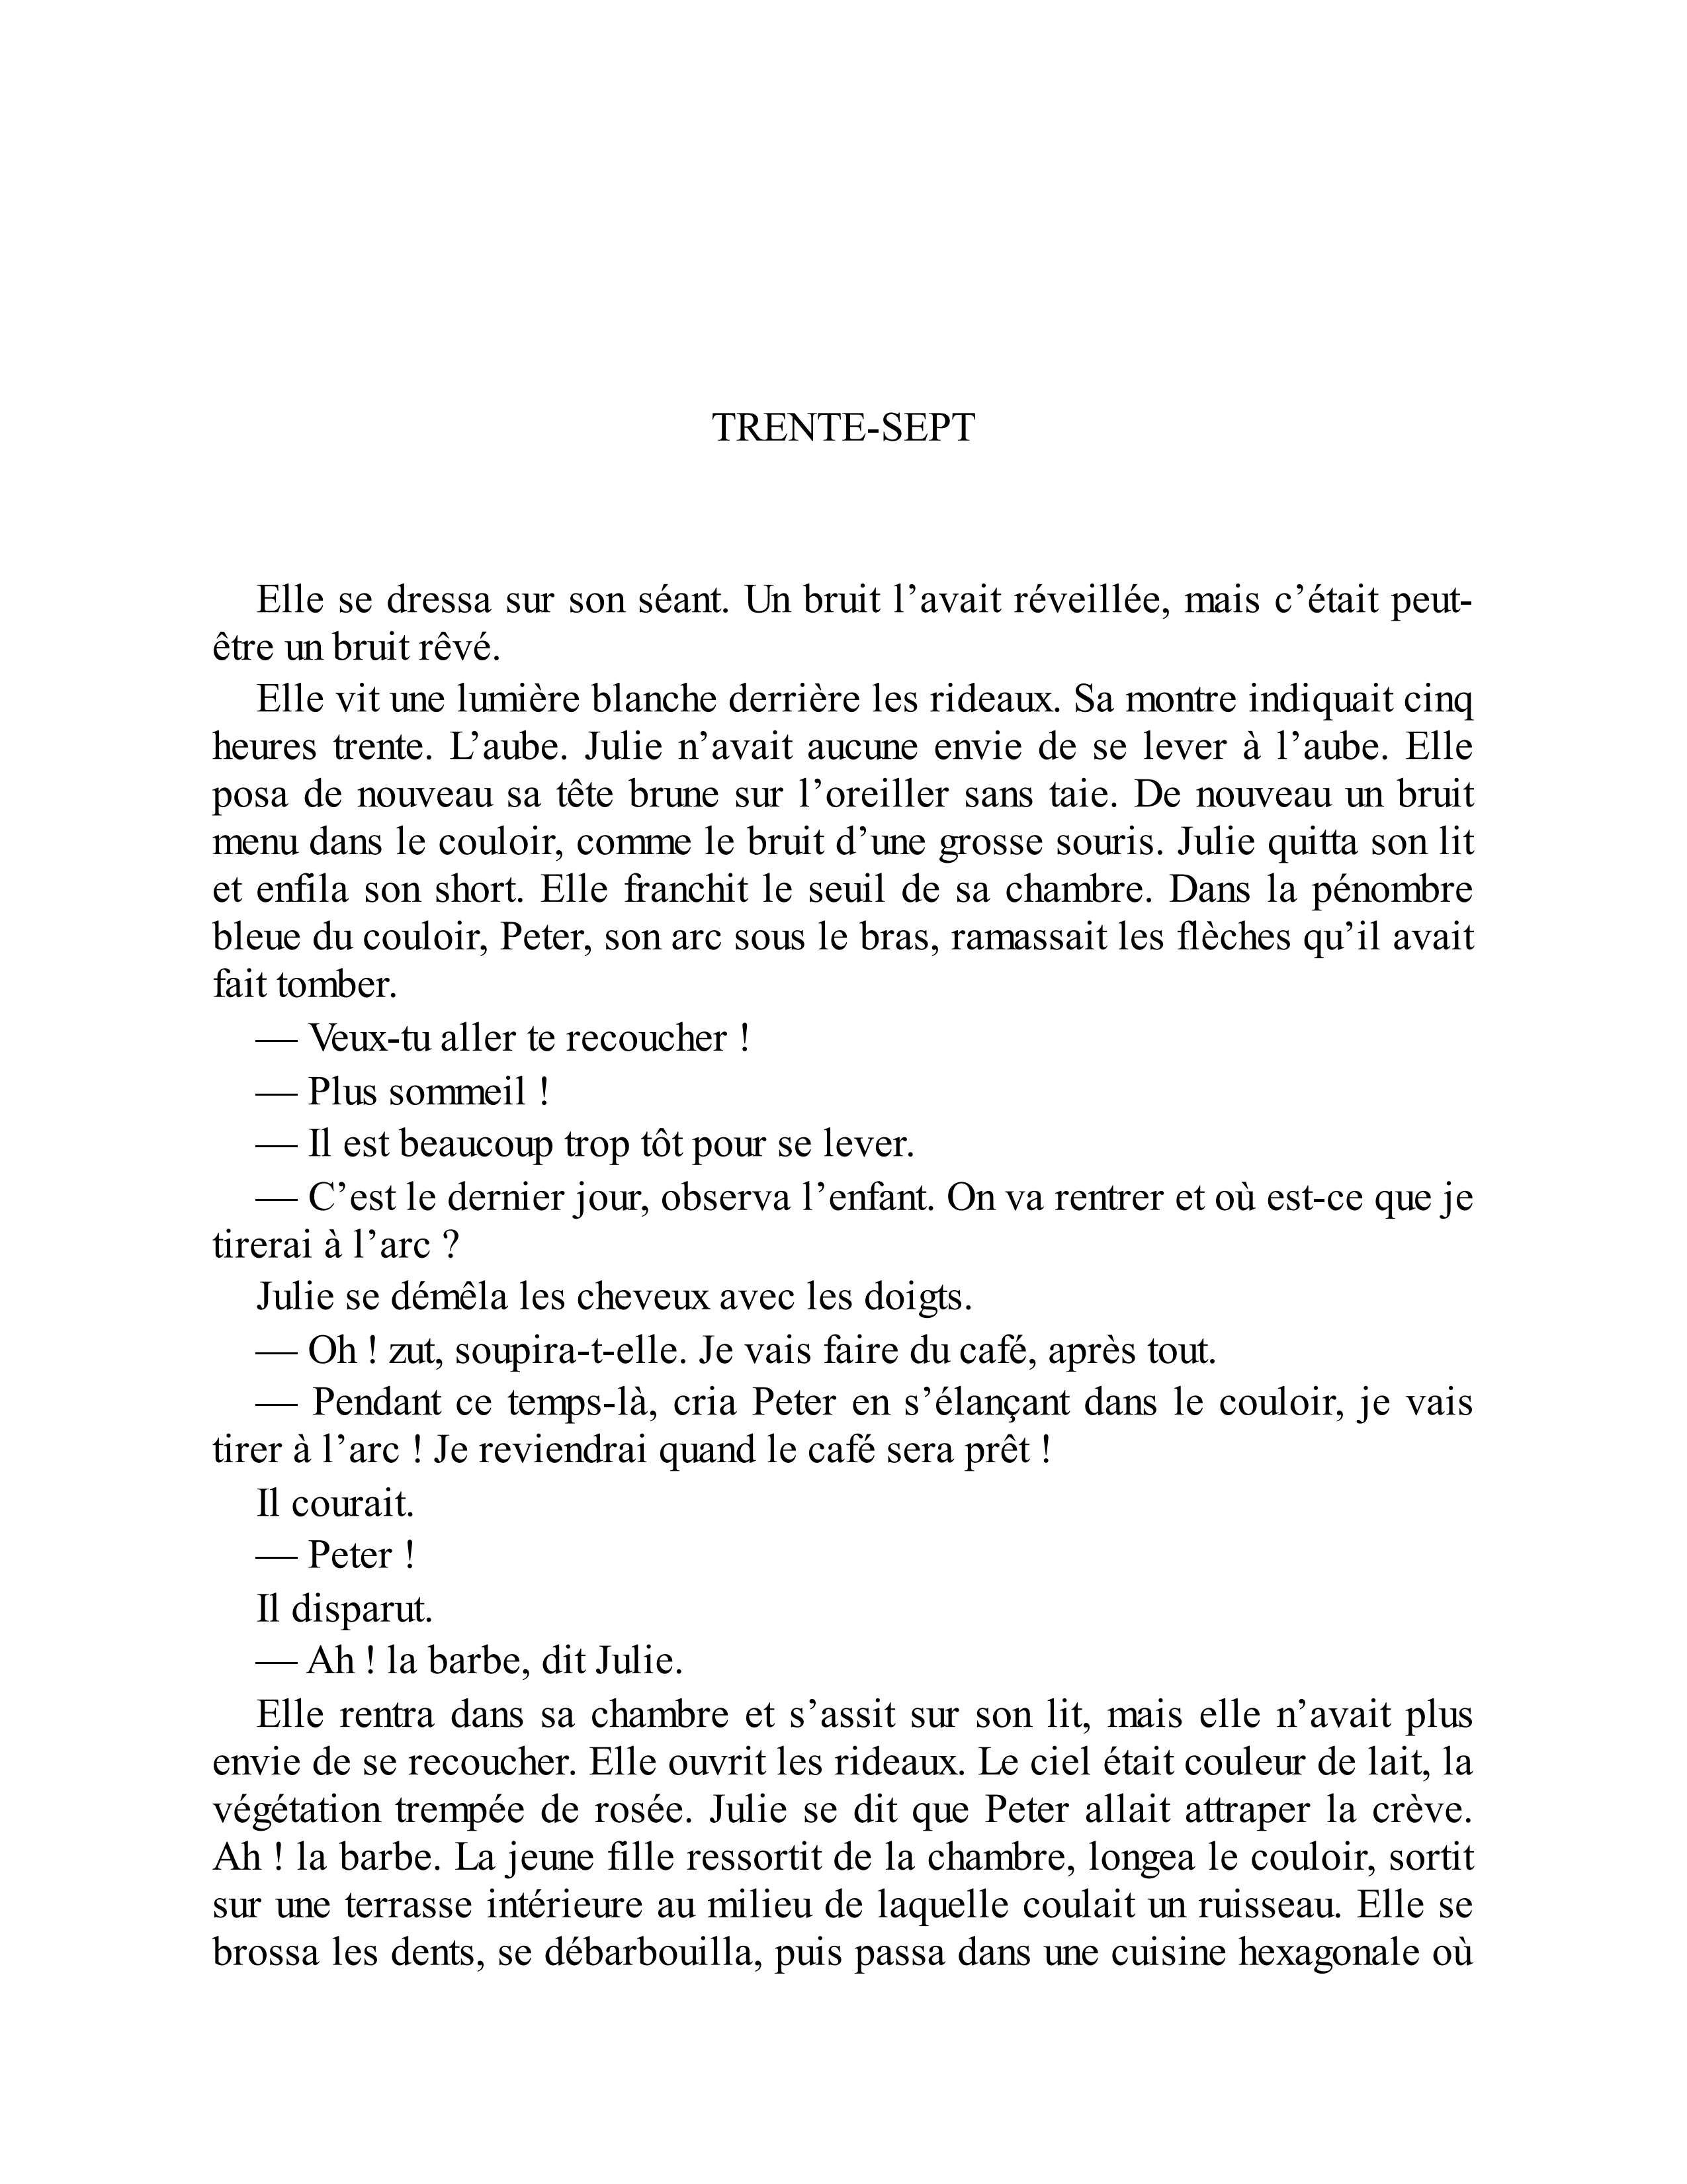 TRENTE-SEPT
Elle se dressa sur son séant. Un bruit l’avait réveillée, mais c’était peut-
être un bruit rêvé.
Elle vit une lumière blanche derrière les rideaux. Sa montre indiquait cinq
heures trente. L’aube. Julie n’avait aucune envie de se lever à l’aube. Elle
posa de nouveau sa tête brune sur l’oreiller sans taie. De nouveau un bruit
menu dans le couloir, comme le bruit d’une grosse souris. Julie quitta son lit
et enfila son short. Elle franchit le seuil de sa chambre. Dans la pénombre
bleue du couloir, Peter, son arc sous le bras, ramassait les flèches qu’il avait
fait tomber.
— Veux-tu aller te recoucher !
— Plus sommeil !
— Il est beaucoup trop tôt pour se lever.
— C’est le dernier jour, observa l’enfant. On va rentrer et où est-ce que je
tirerai à l’arc ?
Julie se démêla les cheveux avec les doigts.
— Oh ! zut, soupira-t-elle. Je vais faire du café, après tout.
— Pendant ce temps-là, cria Peter en s’élançant dans le couloir, je vais
tirer à l’arc ! Je reviendrai quand le café sera prêt !
Il courait.
— Peter !
Il disparut.
— Ah ! la barbe, dit Julie.
Elle rentra dans sa chambre et s’assit sur son lit, mais elle n’avait plus
envie de se recoucher. Elle ouvrit les rideaux. Le ciel était couleur de lait, la
végétation trempée de rosée. Julie se dit que Peter allait attraper la crève.
Ah ! la barbe. La jeune fille ressortit de la chambre, longea le couloir, sortit
sur une terrasse intérieure au milieu de laquelle coulait un ruisseau. Elle se
brossa les dents, se débarbouilla, puis passa dans une cuisine hexagonale où